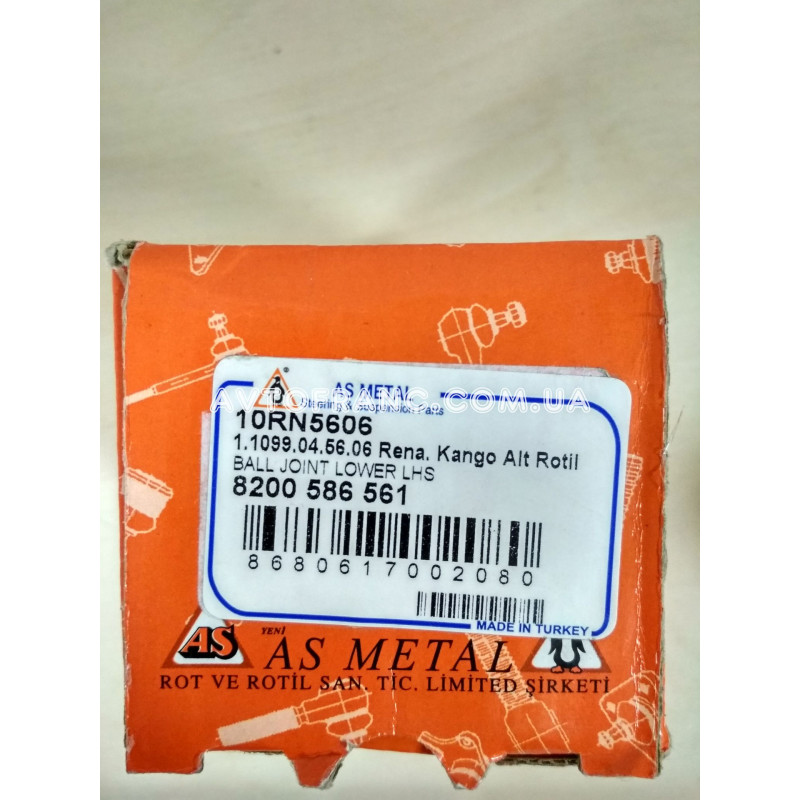 AS METAL
Steering & Suspension Parts
AVTOFRANG.COM.UA
10RN5606
1.1099.04.56.06 Rena. Kango Alt Rotil
BALL JOINT LOWER LHS
8200 586 561
8680617002080
MADE IN TURKEY
AS YENİ AS METAL
ROT VE ROTİL SAN. TİC. LİMİTED ŞİRKETİ